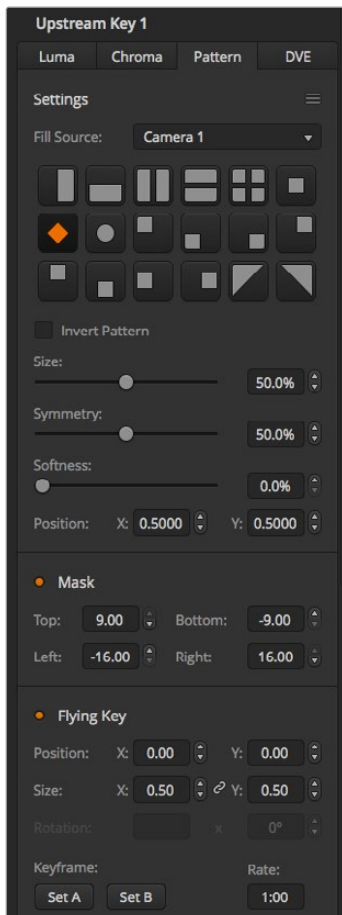 Upstream Key 1
Luma Chroma Pattern DVE
Settings
Fill Source: Camera 1
Invert Pattern
Size:
50.0%
Symmetry:
50.0%
Softness:
0.0%
Position: X: 0.5000 Y: 0.5000
Mask
Top: 9.00 Bottom: -9.00
Left: -16.00 Right: 16.00
Flying Key
Position: X: 0.00 Y: 0.00
Size: X: 0.50 Y: 0.50
Rotation: x 0°
Keyframe: Rate:
Set A Set B 1:00